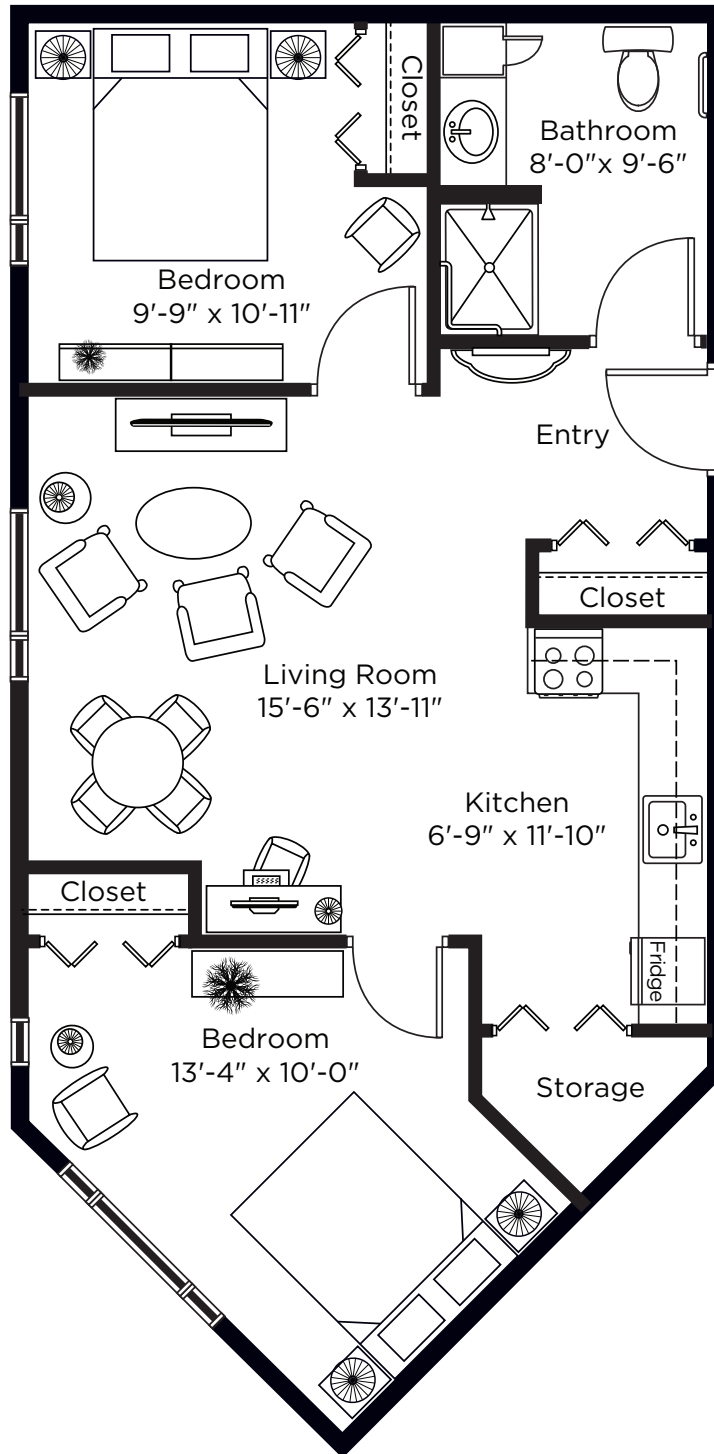 Closet
Bathroom
8'-0"x 9'-6"
Bedroom
9'-9" x 10'-11"
Entry
Closet
Living Room
15'-6" x 13'-11"
Kitchen
6'-9" x 11'-10"
Closet
Fridge
Bedroom
13'-4" x 10'-0"
Storage